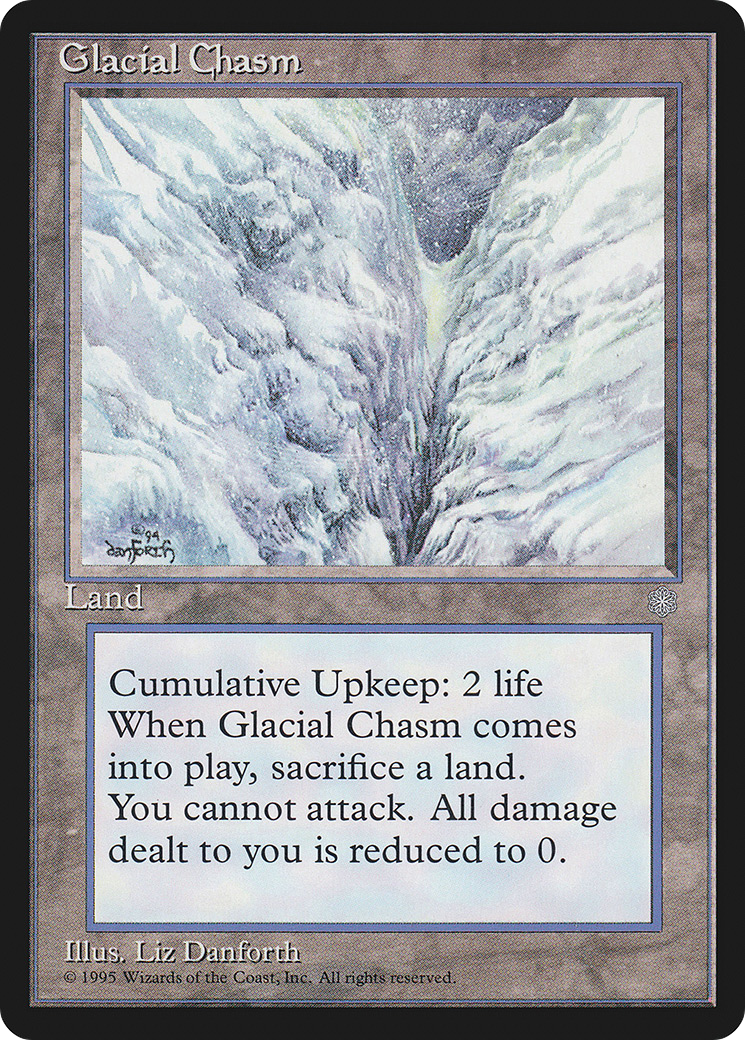 Glacial Chasm
©94
Danforth
Land
Cumulative Upkeep: 2 life
When Glacial Chasm comes
into play, sacrifice a land.
You cannot attack. All damage
dealt to you is reduced to 0.
Illus. Liz Danforth
© 1995 Wizards of the Coast, Inc. All rights reserved.